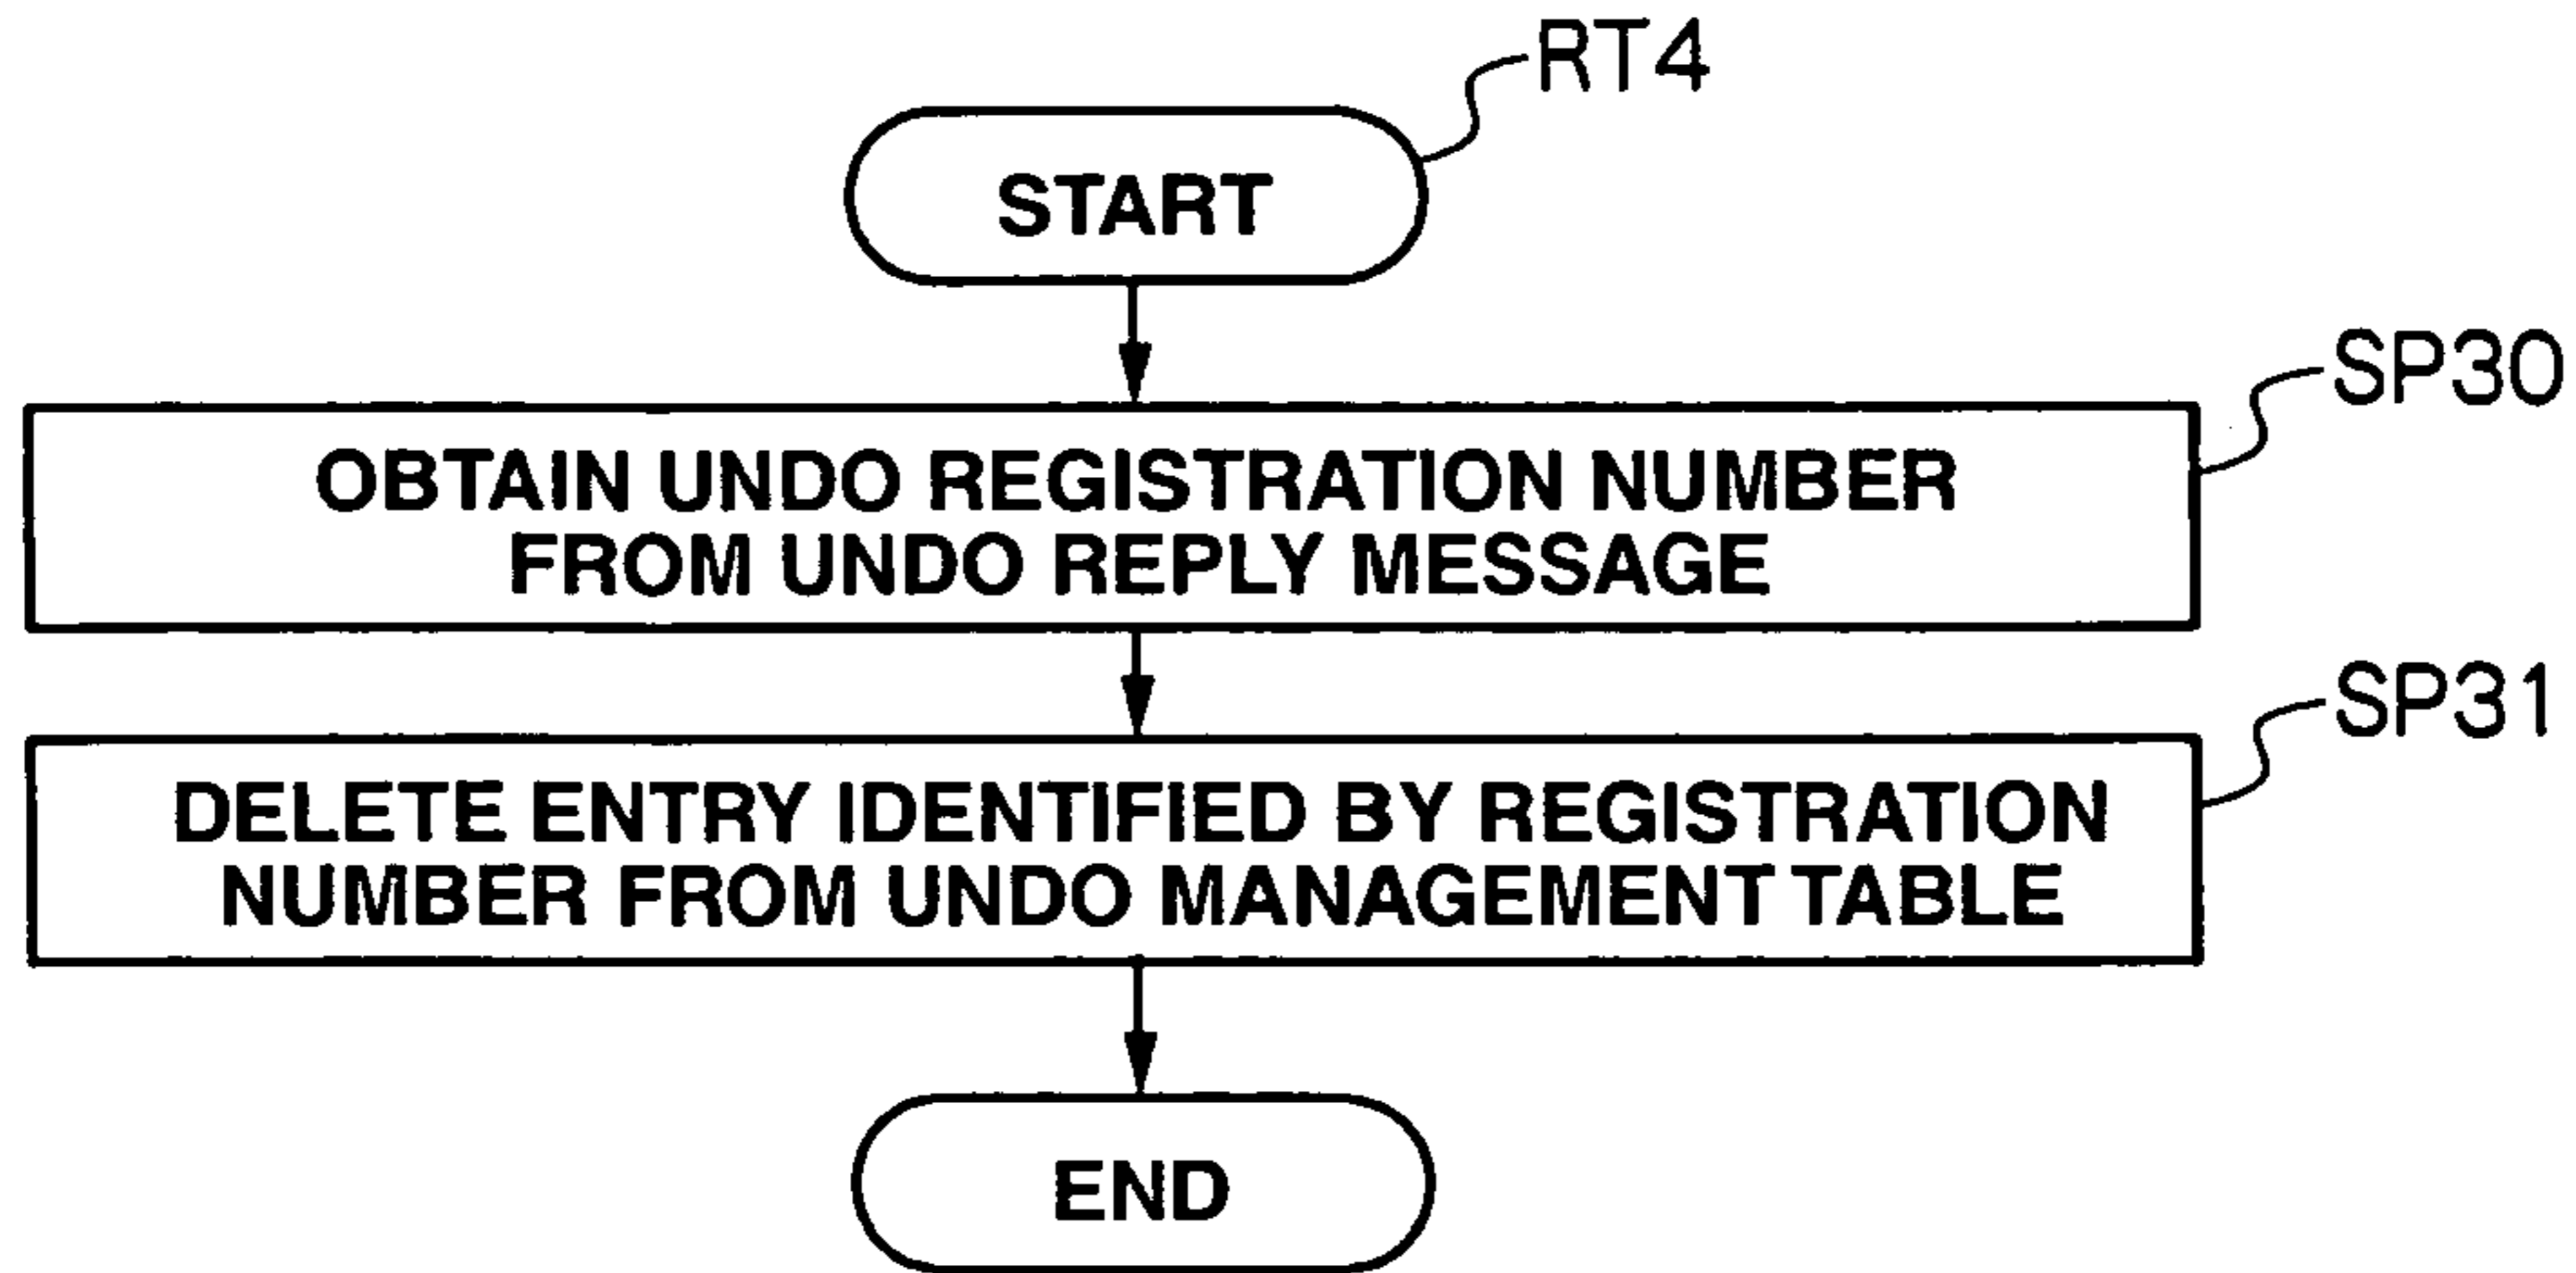 RT4
START
SP30
OBTAIN UNDO REGISTRATION NUMBER
FROM UNDO REPLY MESSAGE
SP31
DELETE ENTRY IDENTIFIED BY REGISTRATION
NUMBER FROM UNDO MANAGEMENT TABLE
END